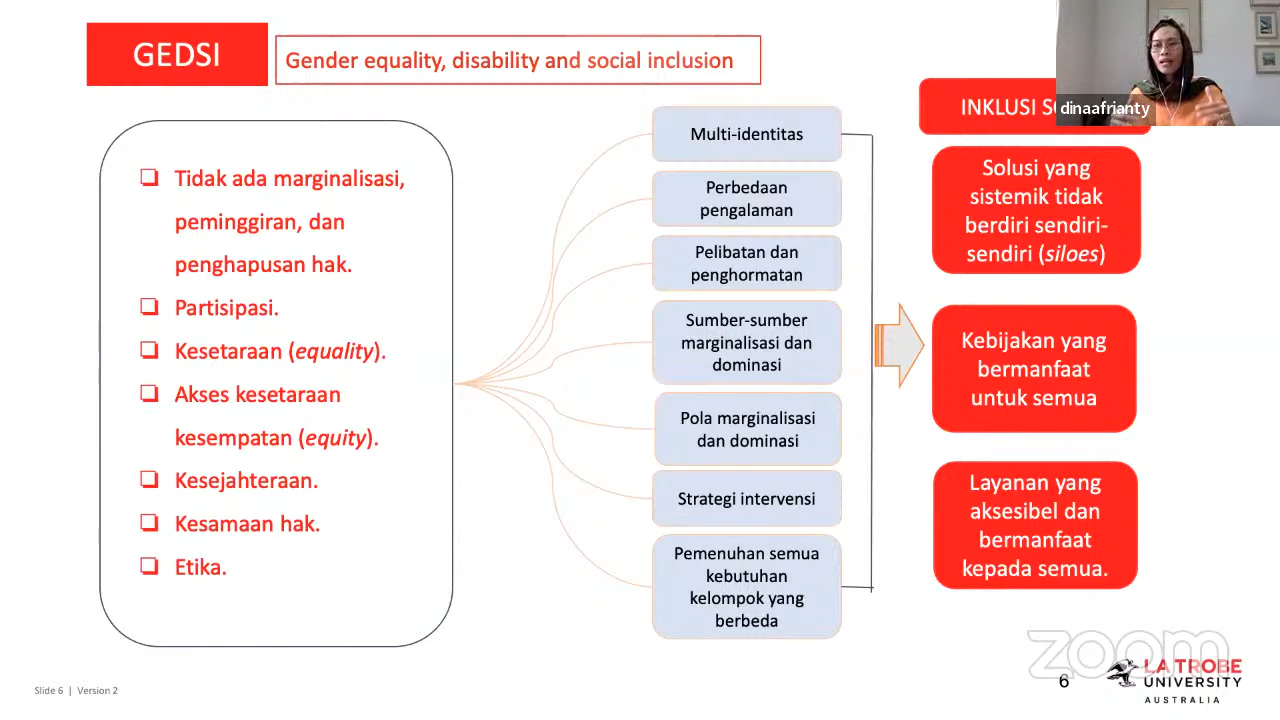 GEDSI
Gender equality, disability and social inclusion
❑ Tidak ada marginalisasi,
peminggiran, dan
penghapusan hak.
❑ Partisipasi.
❑ Kesetaraan (equality).
❑ Akses kesetaraan
kesempatan (equity).
❑ Kesejahteraan.
❑ Kesamaan hak.
❑ Etika.
Multi-identitas
Perbedaan
pengalaman
Pelibatan dan
penghormatan
Sumber-sumber
marginalisasi dan
dominasi
Pola marginalisasi
dan dominasi
Strategi intervensi
Pemenuhan semua
kebutuhan
kelompok yang
berbeda
INKLUSI
dinaafrianty
Solusi yang
sistemik tidak
berdiri sendiri-
sendiri (siloes)
Kebijakan yang
bermanfaat
untuk semua
Layanan yang
aksesibel dan
bermanfaat
kepada semua.
zoom
LA TROBE
UNIVERSITY
AUSTRALIA
6
Slide 6 | Version 2